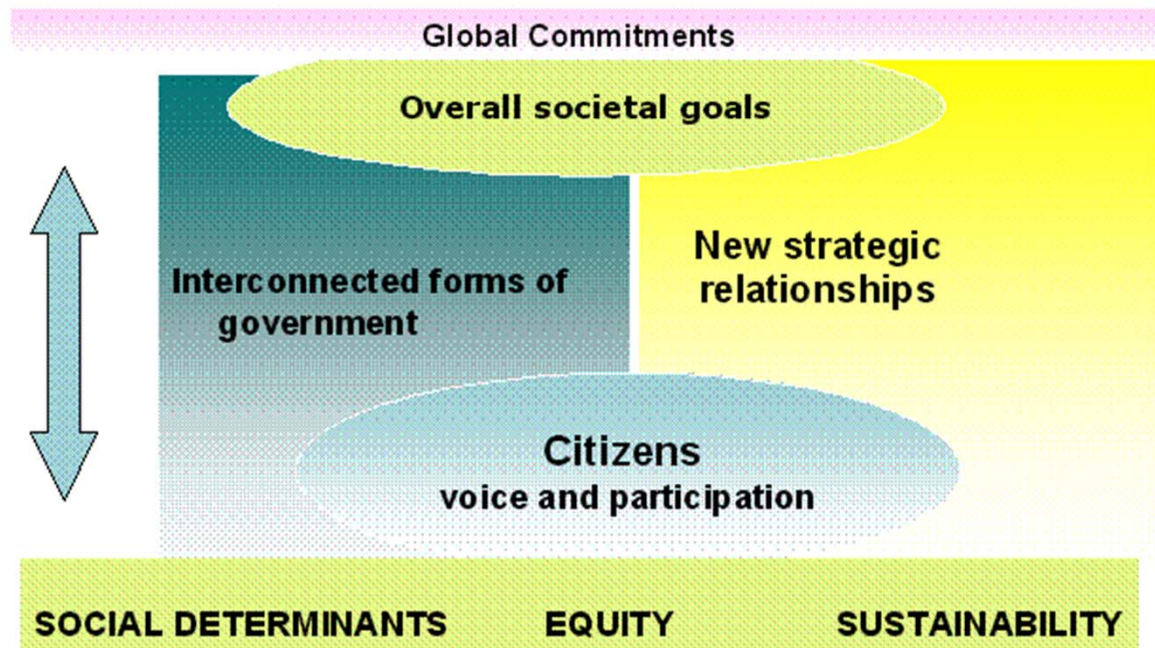 Global Commitments
Overall societal goals
Interconnected forms of
government
New strategic
relationships
Citizens
voice and participation
SOCIAL DETERMINANTS EQUITY SUSTAINABILITY